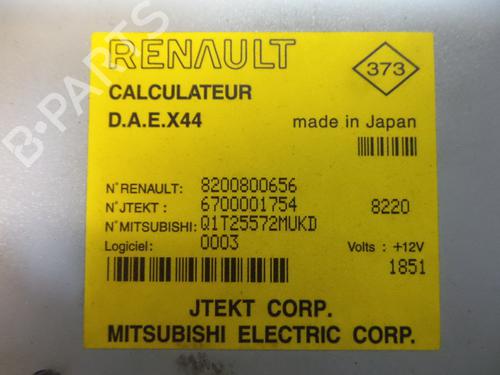 RENAULT
373
CALCULATEUR
D.A.E.X44
made in Japan
N°RENAULT: 8200800656
N°JTEKT : 6700001754 8220
N°MITSUBISHI: Q1T25572MUKD
Logiciel: 0003 Volts : +12V
1851
JTEKT CORP.
MITSUBISHI ELECTRIC CORP.
B-PARTS